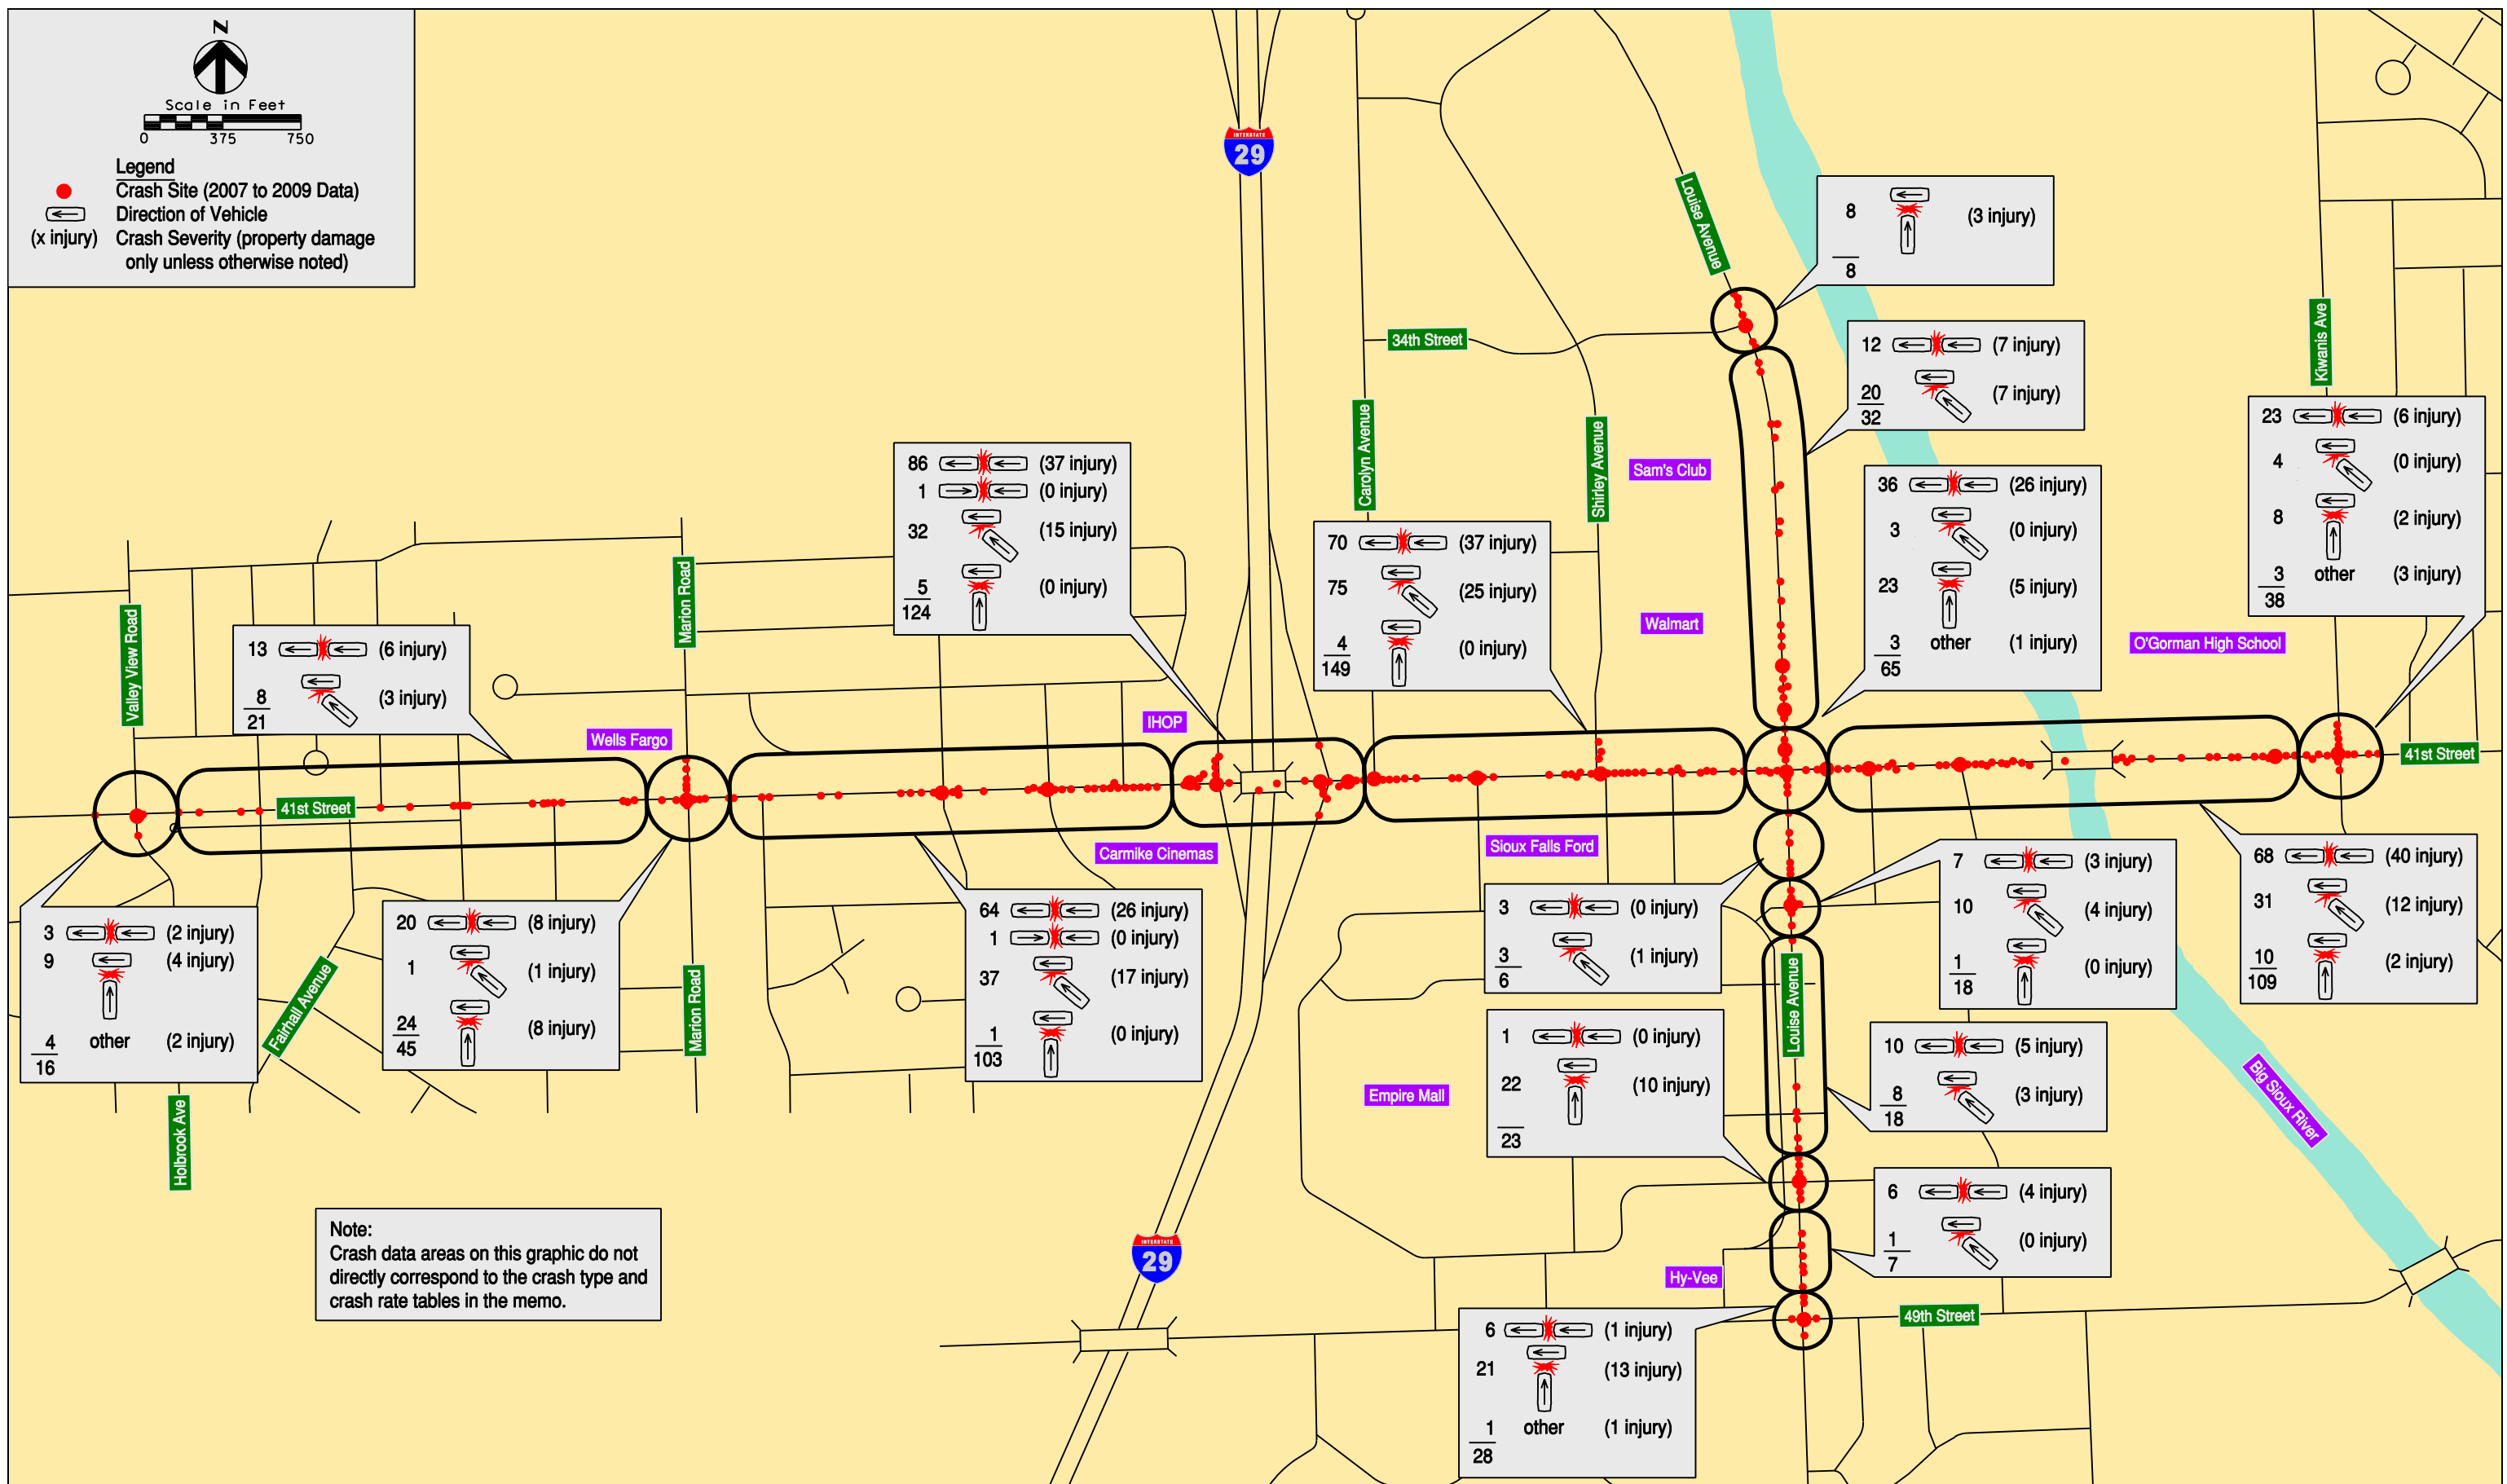 N
Scale in Feet
0 375 750
Legend
Crash Site (2007 to 2009 Data)
Direction of Vehicle
(x injury) Crash Severity (property damage
only unless otherwise noted)
INTERSTATE
29
Louise Avenue
8 (3 injury)
8
34th Street
12 (7 injury)
20 (7 injury)
32
Kiwanis Ave
23 (6 injury)
4 (0 injury)
8 (2 injury)
3 other (3 injury)
38
Carolyn Avenue
Shirley Avenue
Sam's Club
86 (37 injury)
1 (0 injury)
32 (15 injury)
5 (0 injury)
124
36 (26 injury)
3 (0 injury)
23 (5 injury)
3 other (1 injury)
65
70 (37 injury)
75 (25 injury)
4 (0 injury)
149
Walmart
O'Gorman High School
Valley View Road
Marion Road
13 (6 injury)
8 (3 injury)
21
IHOP
Wells Fargo
41st Street
41st Street
Carmike Cinemas
Sioux Falls Ford
3 (2 injury)
9 (4 injury)
4 other (2 injury)
16
Fairhall Avenue
20 (8 injury)
1 (1 injury)
24 (8 injury)
45
Marion Road
64 (26 injury)
1 (0 injury)
37 (17 injury)
1 (0 injury)
103
3 (0 injury)
3 (1 injury)
6
Louise Avenue
7 (3 injury)
10 (4 injury)
1 (0 injury)
18
68 (40 injury)
31 (12 injury)
10 (2 injury)
109
Holbrook Ave
Empire Mall
1 (0 injury)
22 (10 injury)
23
10 (5 injury)
8 (3 injury)
18
Big Sioux River
6 (4 injury)
1 (0 injury)
7
Note:
Crash data areas on this graphic do not
directly correspond to the crash type and
crash rate tables in the memo.
INTERSTATE
29
Hy-Vee
49th Street
6 (1 injury)
21 (13 injury)
1 other (1 injury)
28